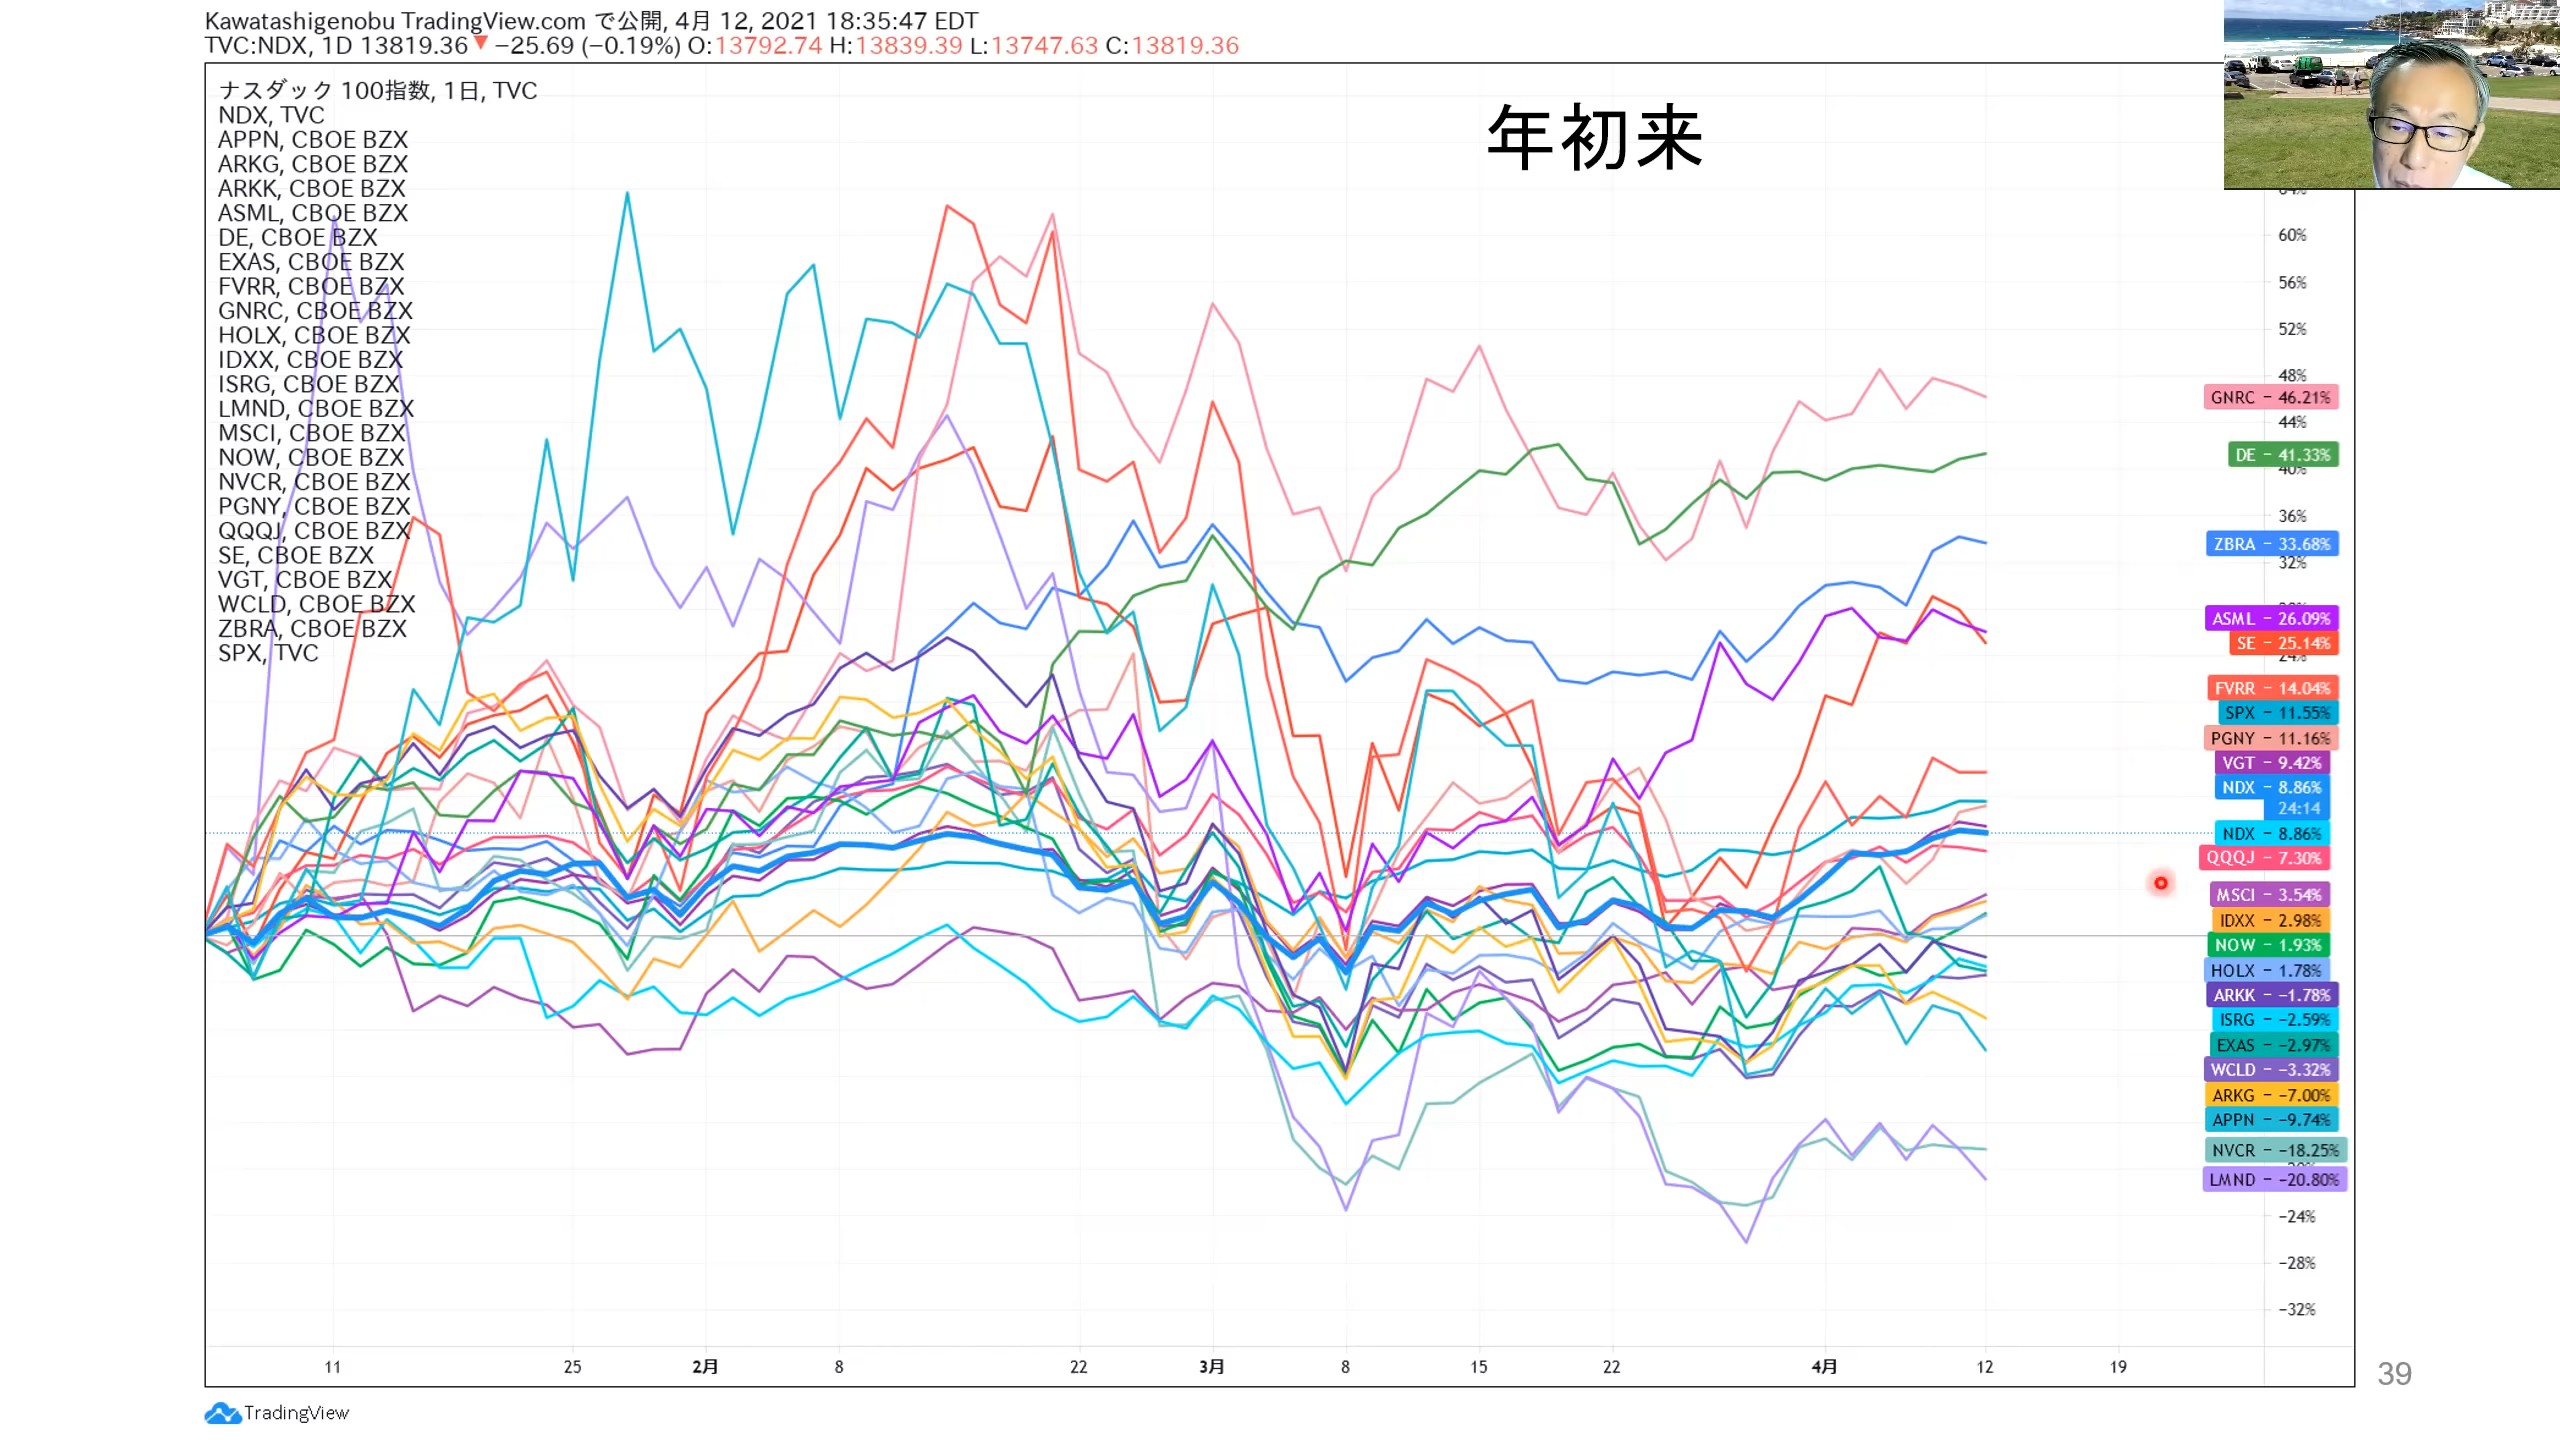 Kawatashigenobu TradingView.com で公開, 4月 12, 2021 18:35:47 EDT
TVC:NDX, 1D 13819.36 ▼ −25.69 (−0.19%) O:13792.74 H:13839.39 L:13747.63 C:13819.36
ナスダック 100指数, 1日, TVC
NDX, TVC
APPN, CBOE BZX
ARKG, CBOE BZX
ARKK, CBOE BZX
ASML, CBOE BZX
DE, CBOE BZX
EXAS, CBOE BZX
FVRR, CBOE BZX
GNRC, CBOE BZX
HOLX, CBOE BZX
IDXX, CBOE BZX
ISRG, CBOE BZX
LMND, CBOE BZX
MSCI, CBOE BZX
NOW, CBOE BZX
NVCR, CBOE BZX
PGNY, CBOE BZX
QQQJ, CBOE BZX
SE, CBOE BZX
VGT, CBOE BZX
WCLD, CBOE BZX
ZBRA, CBOE BZX
SPX, TVC
年初来
60%
56%
52%
48%
GNRC − 46.21%
44%
DE − 41.33%
40%
36%
ZBRA − 33.68%
32%
ASML − 26.09%
SE − 25.14%
24%
FVRR − 14.04%
SPX − 11.55%
PGNY − 11.16%
VGT − 9.42%
NDX − 8.86%
24:14
NDX − 8.86%
QQQJ − 7.30%
MSCI − 3.54%
IDXX − 2.98%
NOW − 1.93%
HOLX − 1.78%
ARKK − −1.78%
ISRG − −2.59%
EXAS − −2.97%
WCLD − −3.32%
ARKG − −7.00%
APPN − −9.74%
NVCR − −18.25%
LMND − −20.80%
−24%
−28%
−32%
11 25 2月 8 22 3月 8 15 22 4月 12 19
39
TradingView